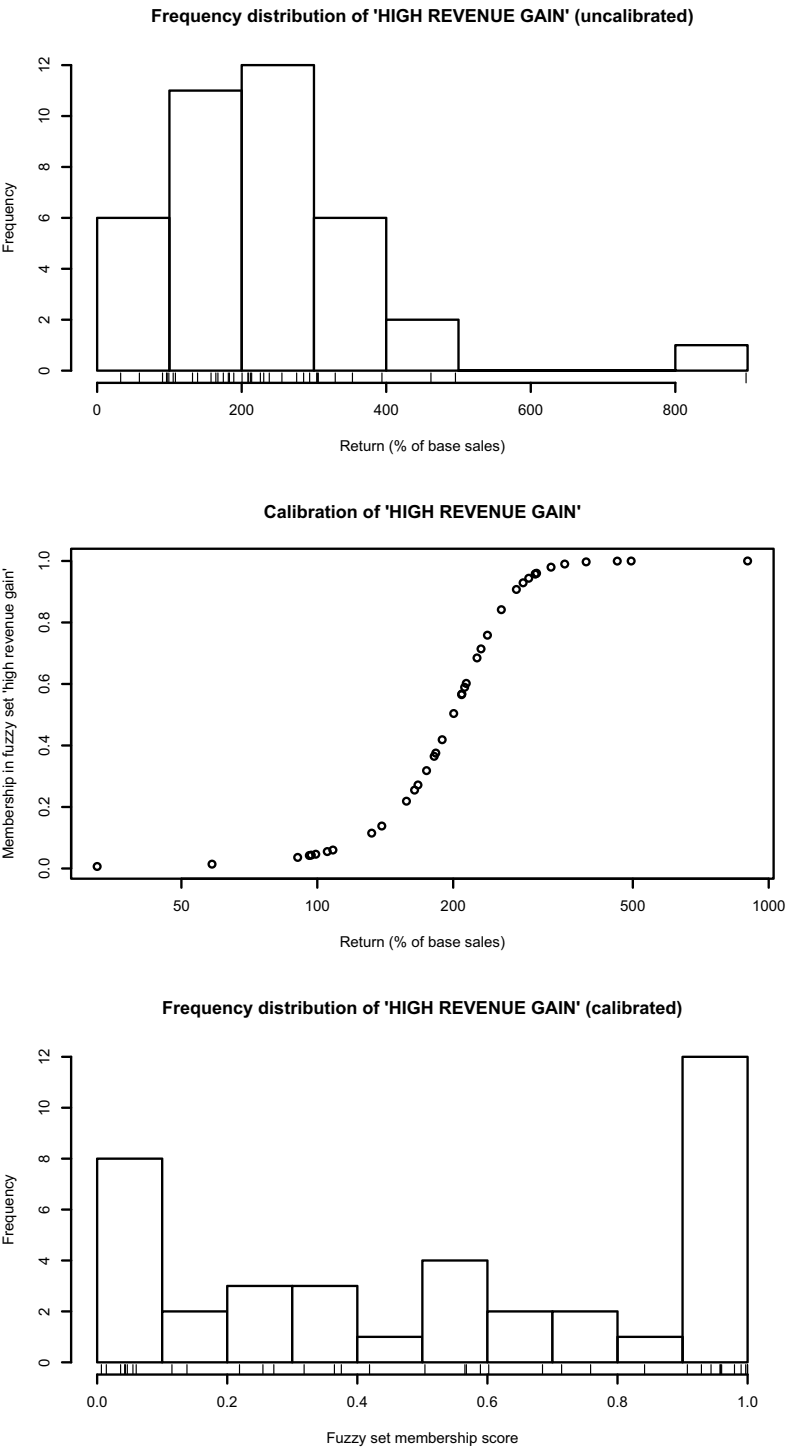 Frequency distribution of 'HIGH REVENUE GAIN' (uncalibrated)
Frequency
12
10
8
6
4
2
0
0 200 400 600 800
Return (% of base sales)
Calibration of 'HIGH REVENUE GAIN'
Membership in fuzzy set 'high revenue gain'
1.0
0.8
0.6
0.4
0.2
0.0
50 100 200 500 1000
Return (% of base sales)
Frequency distribution of 'HIGH REVENUE GAIN' (calibrated)
Frequency
12
10
8
6
4
2
0
0.0 0.2 0.4 0.6 0.8 1.0
Fuzzy set membership score